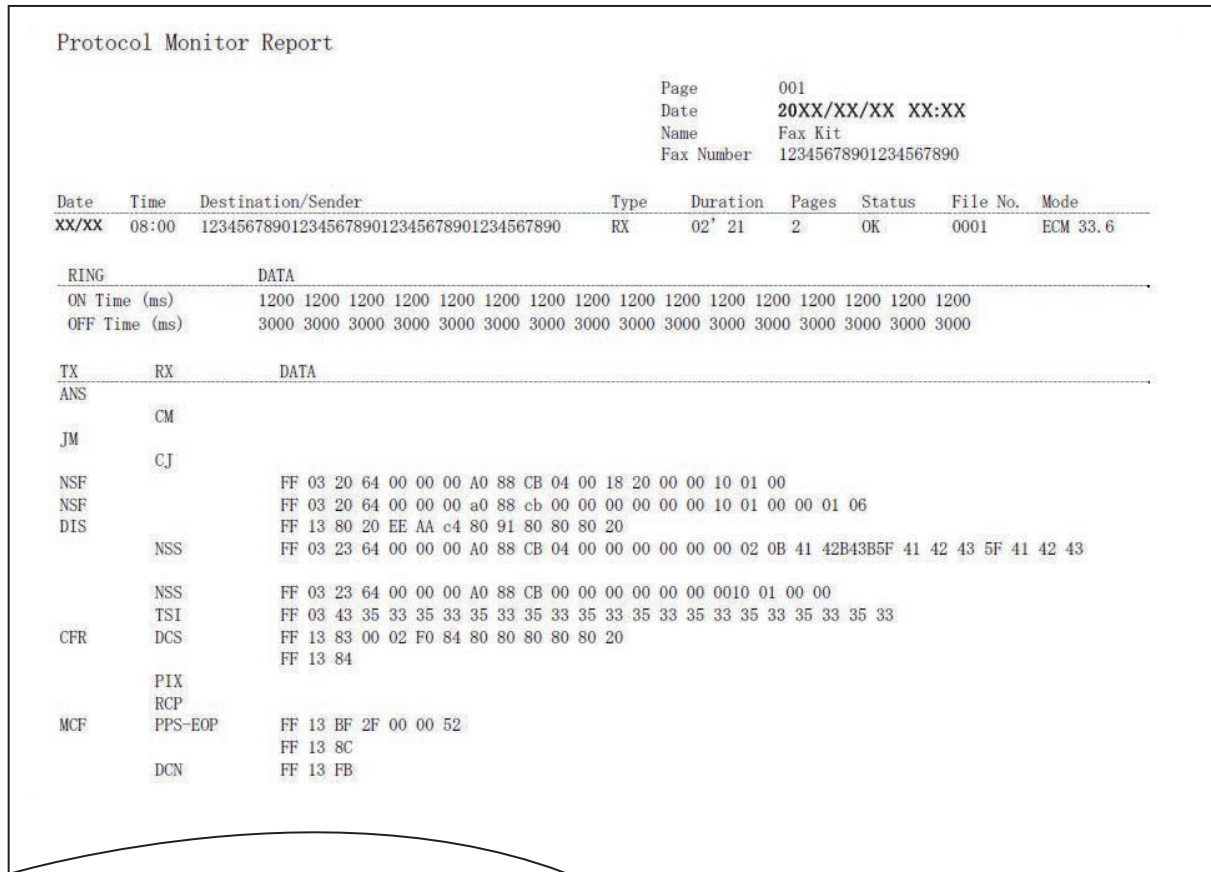 Protocol Monitor Report
Page 001
Date 20XX/XX/XX XX:XX
Name Fax Kit
Fax Number 12345678901234567890
Date Time Destination/Sender Type Duration Pages Status File No. Mode
XX/XX 08:00 1234567890123456789012345678901234567890 RX 02' 21 2 OK 0001 ECM 33.6
RING DATA
ON Time (ms) 1200 1200 1200 1200 1200 1200 1200 1200 1200 1200 1200 1200 1200 1200 1200 1200
OFF Time (ms) 3000 3000 3000 3000 3000 3000 3000 3000 3000 3000 3000 3000 3000 3000 3000 3000
TX RX DATA
ANS
CM
JM
CJ
NSF FF 03 20 64 00 00 00 A0 88 CB 04 00 18 20 00 00 10 01 00
NSF FF 03 20 64 00 00 00 a0 88 cb 00 00 00 00 00 00 10 01 00 00 01 06
DIS FF 13 80 20 EE AA c4 80 91 80 80 80 20
NSS FF 03 23 64 00 00 00 A0 88 CB 04 00 00 00 00 00 00 02 0B 41 42B43B5F 41 42 43 5F 41 42 43
NSS FF 03 23 64 00 00 00 A0 88 CB 00 00 00 00 00 00 0010 01 00 00
TSI FF 03 43 35 33 35 33 35 33 35 33 35 33 35 33 35 33 35 33 35 33 35 33
CFR DCS FF 13 83 00 02 F0 84 80 80 80 80 80 20
FF 13 84
PIX
RCP
MCF PPS-EOP FF 13 BF 2F 00 00 52
FF 13 8C
DCN FF 13 FB